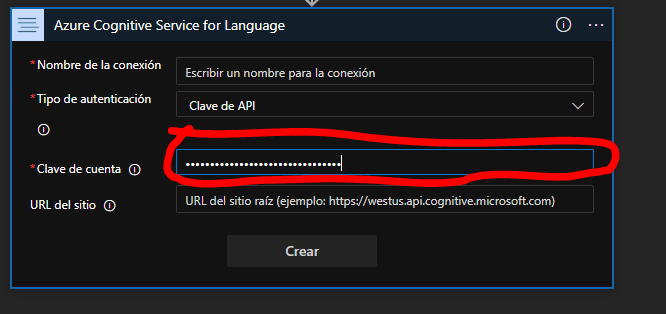 Azure Cognitive Service for Language
*Nombre de la conexión
Escribir un nombre para la conexión
*Tipo de autenticación
Clave de API
*Clave de cuenta
••••••••••••••••••••••••••••••••
URL del sitio
URL del sitio raíz (ejemplo: https://westus.api.cognitive.microsoft.com)
Crear